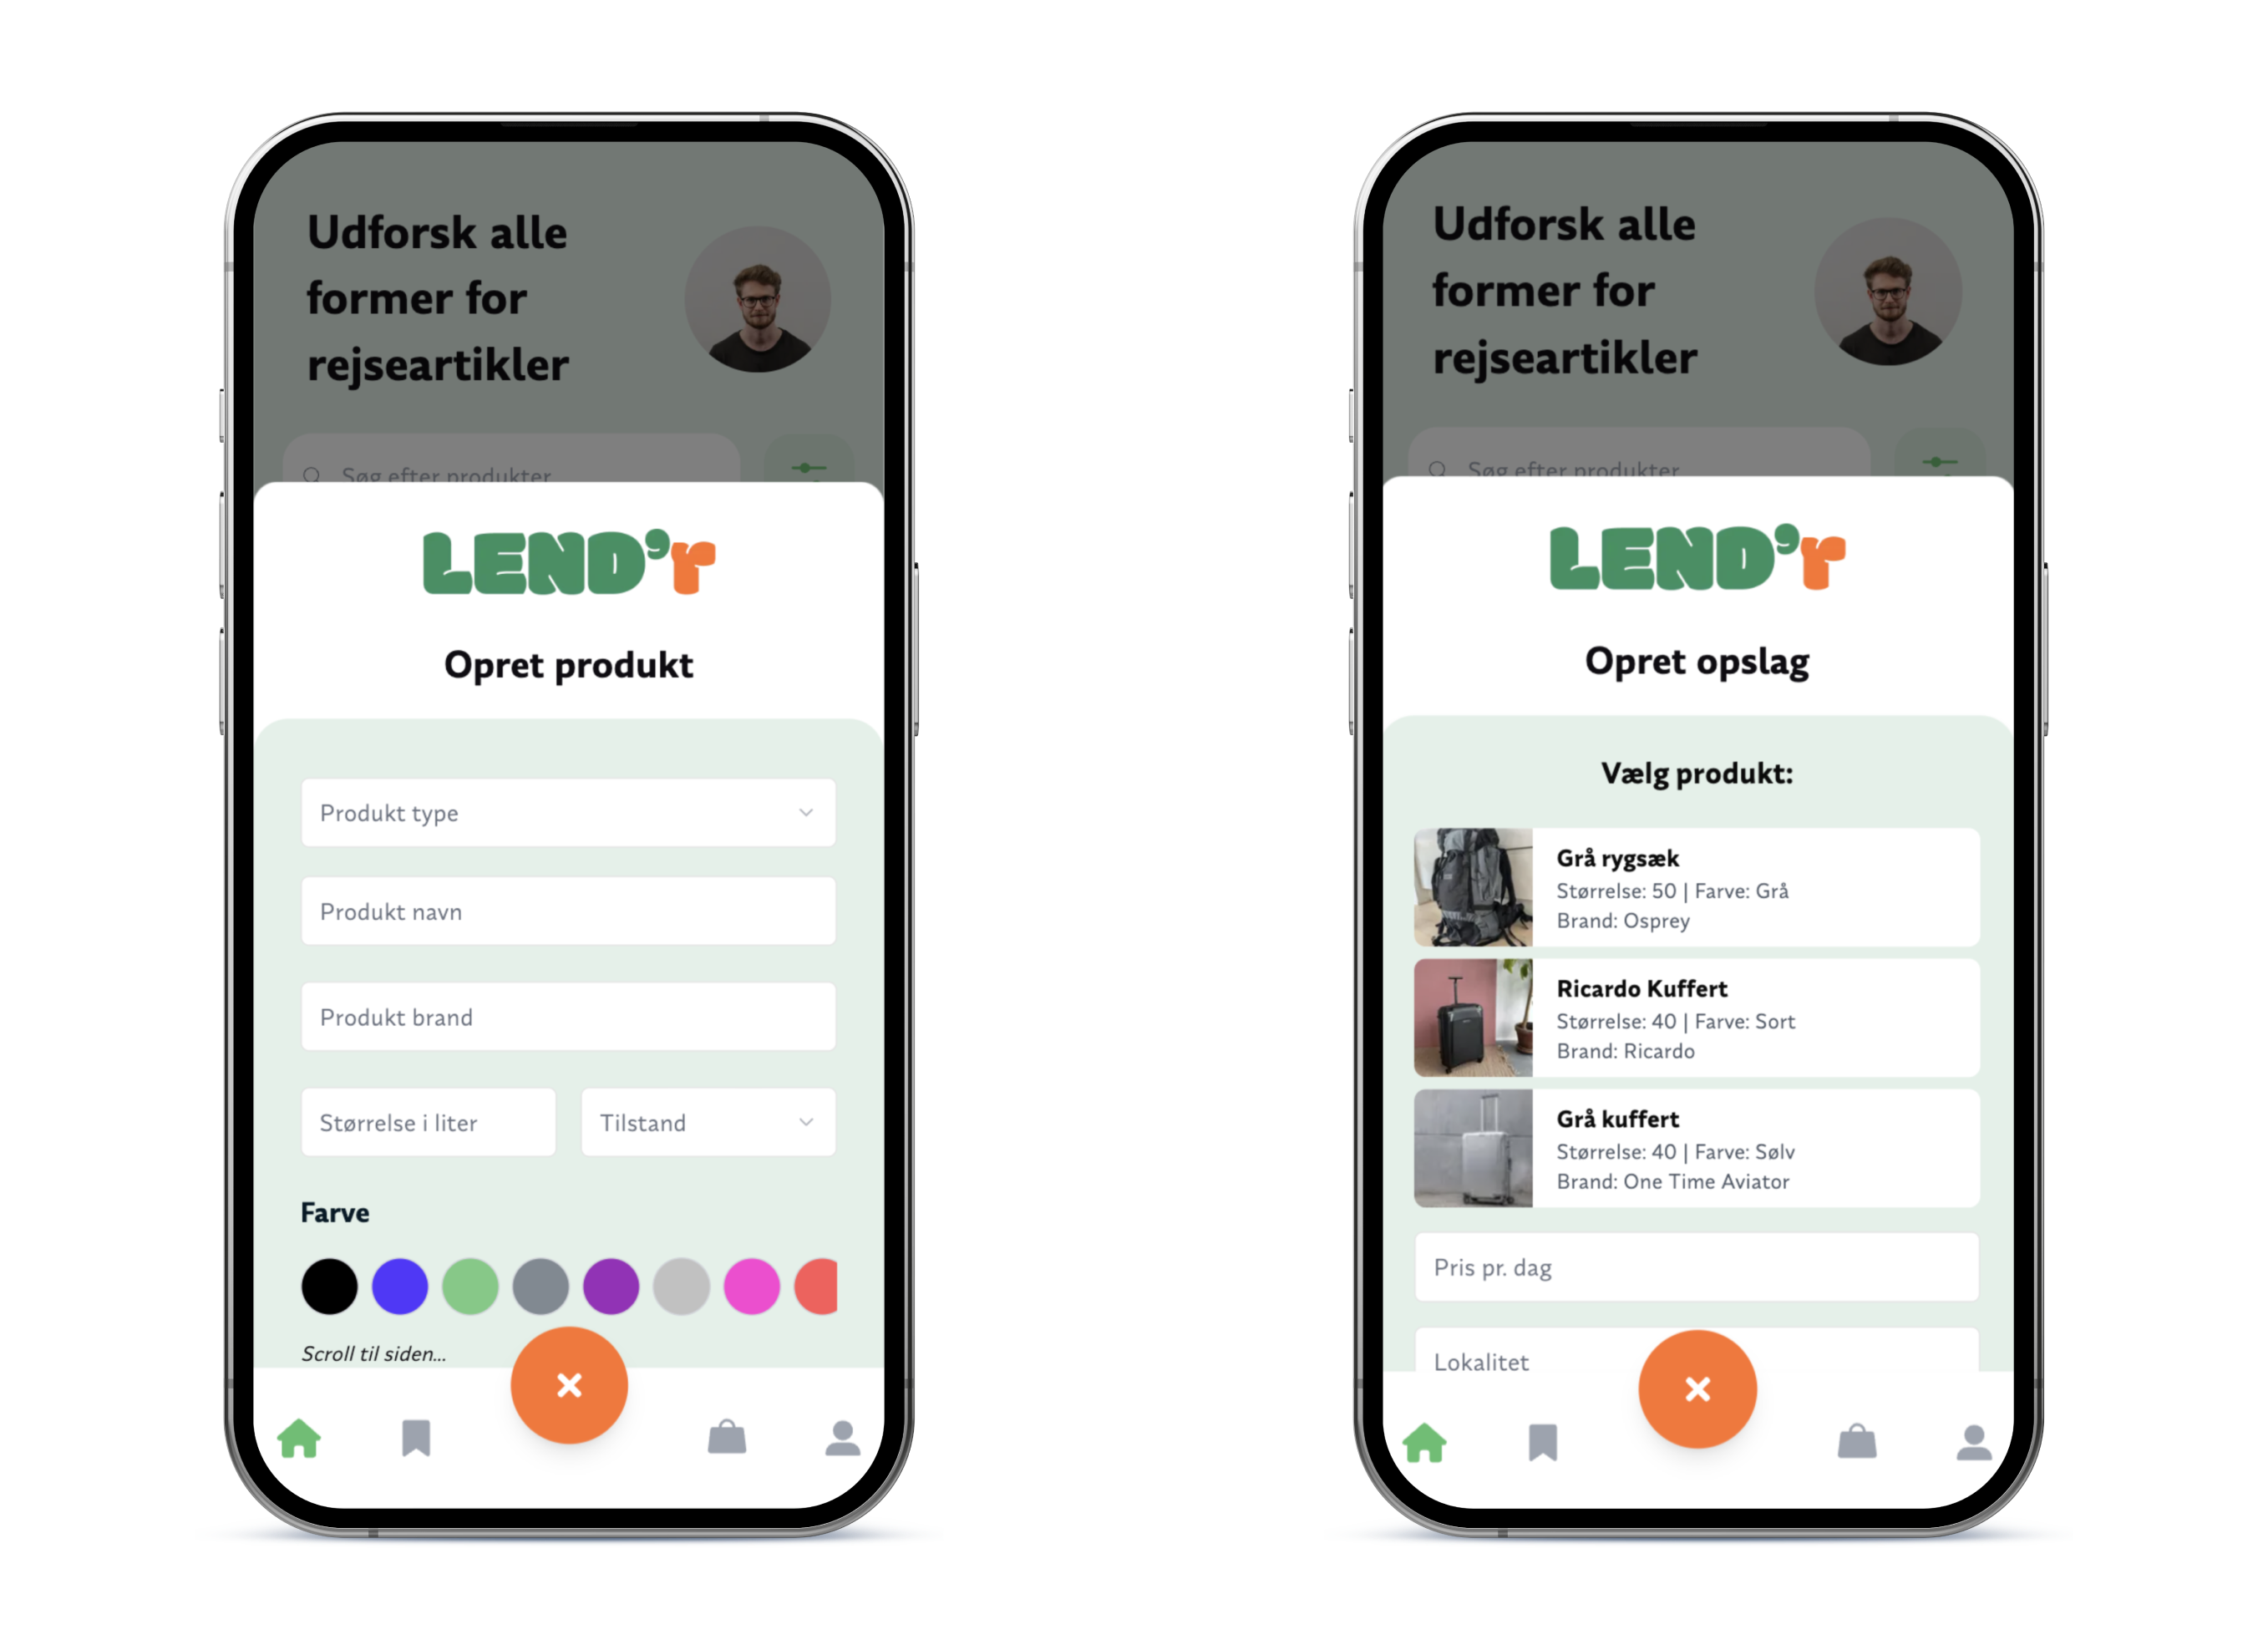 Udforsk alle
former for
rejseartikler
Søg efter produkter
LEND'r
Opret produkt
Produkt type
Produkt navn
Produkt brand
Størrelse i liter
Tilstand
Farve
Scroll til siden...
Udforsk alle
former for
rejseartikler
Søg efter produkter
LEND'r
Opret opslag
Vælg produkt:
Grå rygsæk
Størrelse: 50 | Farve: Grå
Brand: Osprey
Ricardo Kuffert
Størrelse: 40 | Farve: Sort
Brand: Ricardo
Grå kuffert
Størrelse: 40 | Farve: Sølv
Brand: One Time Aviator
Pris pr. dag
Lokalitet